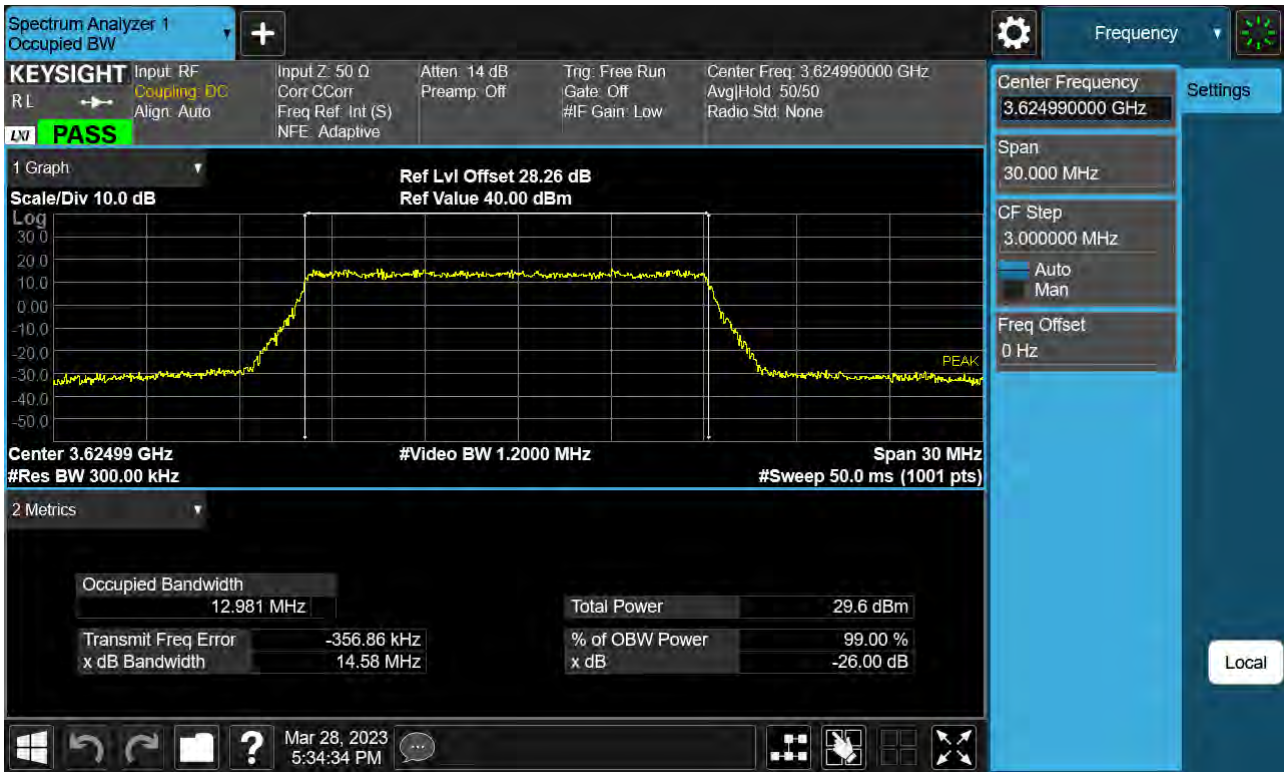 Spectrum Analyzer 1
Occupied BW
Frequency
KEYSIGHT
R L
LXI
PASS
Input: RF
Coupling: DC
Align: Auto
Input Z: 50 Ω
Corr CCorr
Freq Ref: Int (S)
NFE: Adaptive
Atten: 14 dB
Preamp: Off
Trig: Free Run
Gate: Off
#IF Gain: Low
Center Freq: 3.624990000 GHz
Avg|Hold: 50/50
Radio Std: None
Center Frequency
3.624990000 GHz
Settings
Span
30.000 MHz
CF Step
3.000000 MHz
Auto
Man
Freq Offset
0 Hz
Local
1 Graph
Scale/Div 10.0 dB
Ref Lvl Offset 28.26 dB
Ref Value 40.00 dBm
Log
30.0
20.0
10.0
0.00
-10.0
-20.0
-30.0
-40.0
-50.0
PEAK
Center 3.62499 GHz
#Video BW 1.2000 MHz
Span 30 MHz
#Res BW 300.00 kHz
#Sweep 50.0 ms (1001 pts)
2 Metrics
Occupied Bandwidth
12.981 MHz
Total Power 29.6 dBm
Transmit Freq Error -356.86 kHz
% of OBW Power 99.00 %
x dB Bandwidth 14.58 MHz
x dB -26.00 dB
Mar 28, 2023
5:34:34 PM